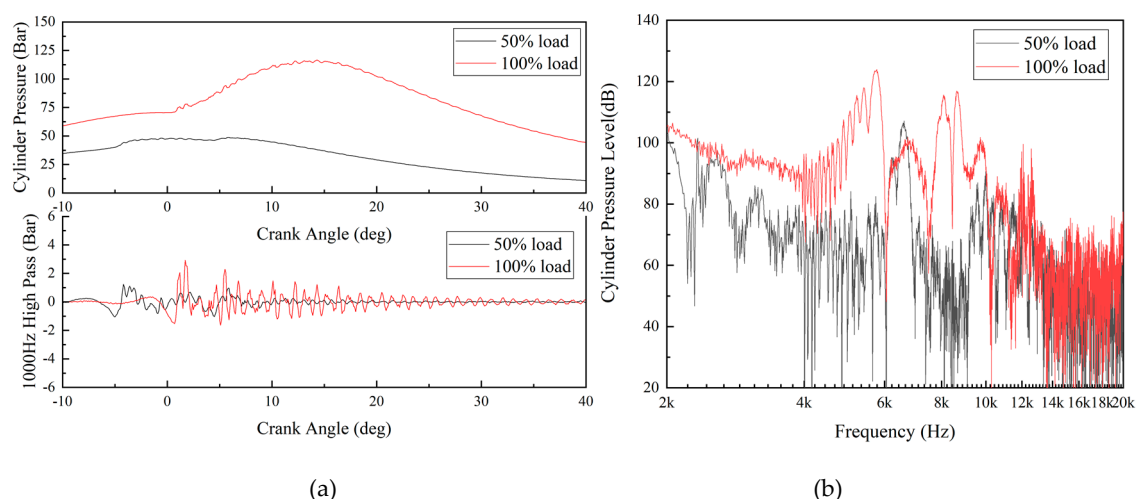 150
125
100
75
50
25
0
Cylinder Pressure (Bar)
50% load
100% load
-10 0 10 20 30 40
Crank Angle (deg)
6
4
2
0
-2
-4
-6
1000Hz High Pass (Bar)
50% load
100% load
-10 0 10 20 30 40
Crank Angle (deg)
(a)
140
120
100
80
60
40
20
Cylinder Pressure Level(dB)
50% load
100% load
2k 4k 6k 8k 10k 12k 14k 16k 18k 20k
Frequency (Hz)
(b)